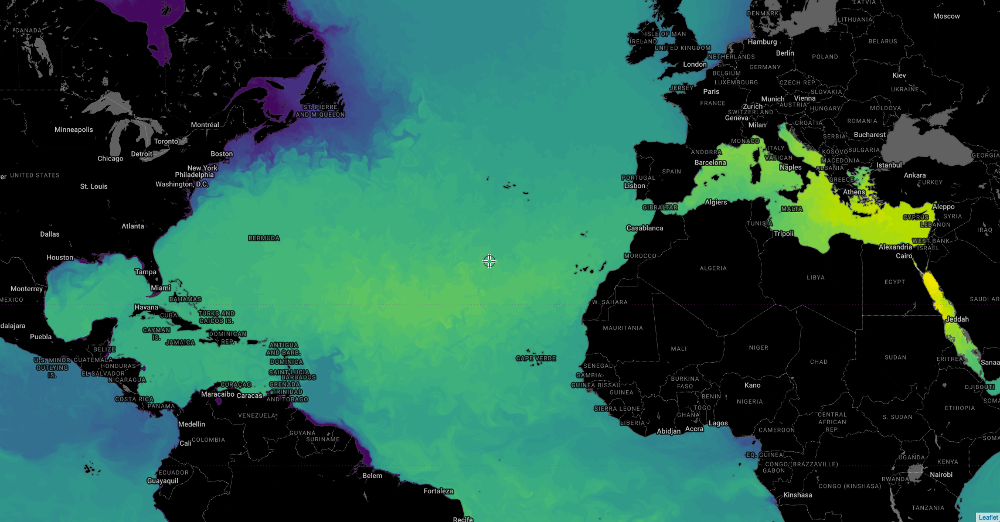 LATVIA
DENMARK
Moscow
LITHUANIA
CANADA
ISLE OF MAN
IRELAND
Hamburg
BELARUS
UNITED KINGDOM
Berlin
NETHERLANDS
POLAND
London
GERMANY
BELGIUM
Kiev
LUXEMBOURG
CZECH REP.
JERSEY
Paris
SLOVAKIA
UKRAINE
Munich
Vienna
FRANCE
Zurich
AUSTRIA
ST. PIERRE
AND MIQUELON
SWITZERLAND
HUNGARY
MOLDOVA
Geneva
Montréal
Milan
CROATIA
ROMANIA
Minneapolis
Bucharest
SERBIA
Toronto
MONACO
Detroit
Boston
ITALY
KOSOVO
BULGARIA
Chicago
ANDORRA
VATICAN
GEORGIA
Barcelona
MACEDONIA
New York
Naples
ALBANIA
Istanbul
er
UNITED STATES
Philadelphia
SPAIN
AZ
PORTUGAL
GREECE
Ankara
Washington, D.C.
St. Louis
Lisbon
TURKEY
Athens
Algiers
GIBRALTAR
MALTA
Aleppo
CYPRUS
SYRIA
Atlanta
Casablanca
TUNISIA
LEBANON
Dallas
Tripoli
IRAQ
BERMUDA
WEST BANK
Alexandria
ISRAEL
Houston
MOROCCO
Cairo
Tampa
ALGERIA
LIBYA
EGYPT
Monterrey
Miami
MEXICO
BAHAMAS
W. SAHARA
SAUDI AR
Havana
CUBA
TURKS AND
CAICOS IS.
Jeddah
dalajara
MAURITANIA
CAYMAN
IS.
DOMINICAN
REP.
Puebla
JAMAICA
ANTIGUA
AND BARB.
BELIZE
MALI
NIGER
SUDAN
CAPE VERDE
U.S. MINOR
OUTLYING
IS.
GUATEMALA
DOMINICA
ERITREA
Sanaa
HONDURAS
CHAD
SENEGAL
EL SALVADOR
SAINT LUCIA
GAMBIA
NICARAGUA
BARBADOS
BURKINA
FASO
CURAÇAO
GRENADA
GUINEA BISSAU
Kano
DJIBOUTI
Maracaibo
Caracas
TRINIDAD
AND TOBAGO
GUINEA
BENIN
COSTA RICA
NIGERIA
SOMA
PANAMA
SIERRA LEONE
TOGO
ETHIOPIA
VENEZUELA
GHANA
CENTRAL
AFRICAN
REP.
S. SUDAN
Medellin
LIBERIA
Lagos
Abidjan
Accra
CAMEROON
GUYANA
SURINAME
SOMA
Cali
COLOMBIA
EQ. GUINEA
UGANDA
KENYA
CONGO (BRAZZAVILLE)
GABON
ECUADOR
Belem
Nairobi
Guayaquil
RWANDA
CONGO (KINSHASA)
Fortaleza
Kinshasa
TANZANIA
Recife
Leaflet